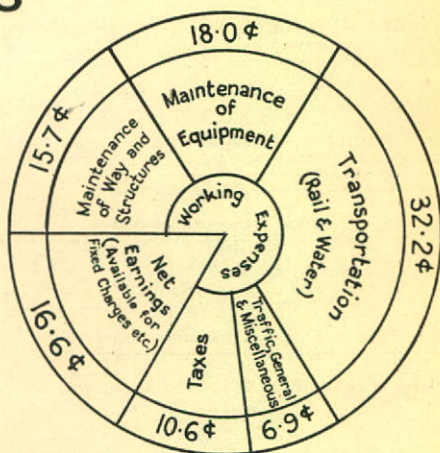 18·0¢
Maintenance
of
Equipment
32·2¢
Transportation
(Rail & Water)
6·9¢
Traffic, General
& Miscellaneous
10·6¢
Taxes
16·6¢
Net
Earnings
(Available for
Fixed Charges etc.)
15·7¢
Maintenance
of Way and
Structures
Working
Expenses